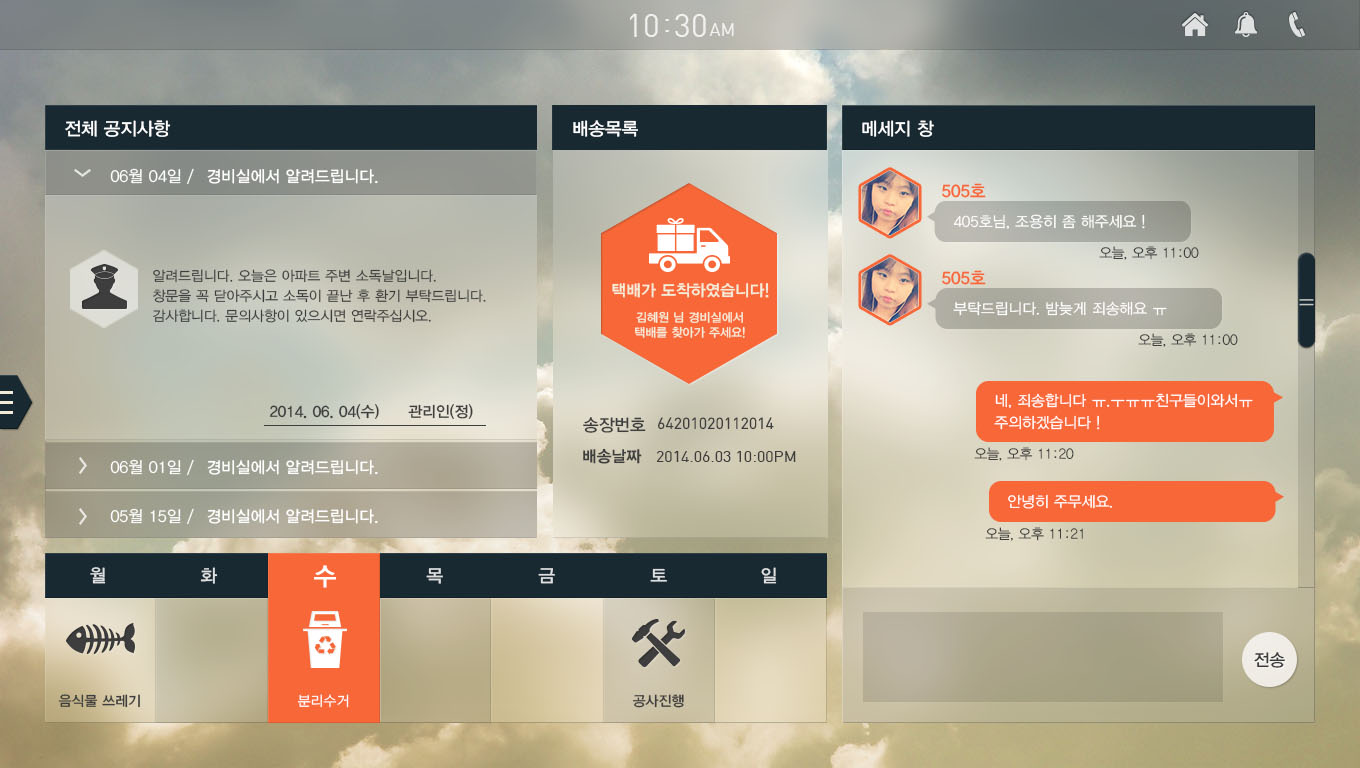 10:30AM
전체 공지사항
06월 04일 / 경비실에서 알려드립니다.
알려드립니다. 오늘은 아파트 주변 소독날입니다.
창문을 꼭 닫아주시고 소독이 끝난 후 환기 부탁드립니다.
감사합니다. 문의사항이 있으시면 연락주십시오.
2014. 06. 04(수) 관리인(정)
06월 01일 / 경비실에서 알려드립니다.
05월 15일 / 경비실에서 알려드립니다.
배송목록
택배가 도착하였습니다!
김혜원 님 경비실에서
택배를 찾아가 주세요!
송장번호 64201020112014
배송날짜 2014.06.03 10:00PM
메세지 창
505호
405호님, 조용히 좀 해주세요 !
오늘, 오후 11:00
505호
부탁드립니다. 밤늦게 죄송해요 ㅠ
오늘, 오후 11:00
네, 죄송합니다 ㅠ.ㅜㅠㅠ친구들이와서ㅠ
주의하겠습니다 !
오늘, 오후 11:20
안녕히 주무세요.
오늘, 오후 11:21
전송
월 화 수 목 금 토 일
음식물 쓰레기 분리수거 공사진행